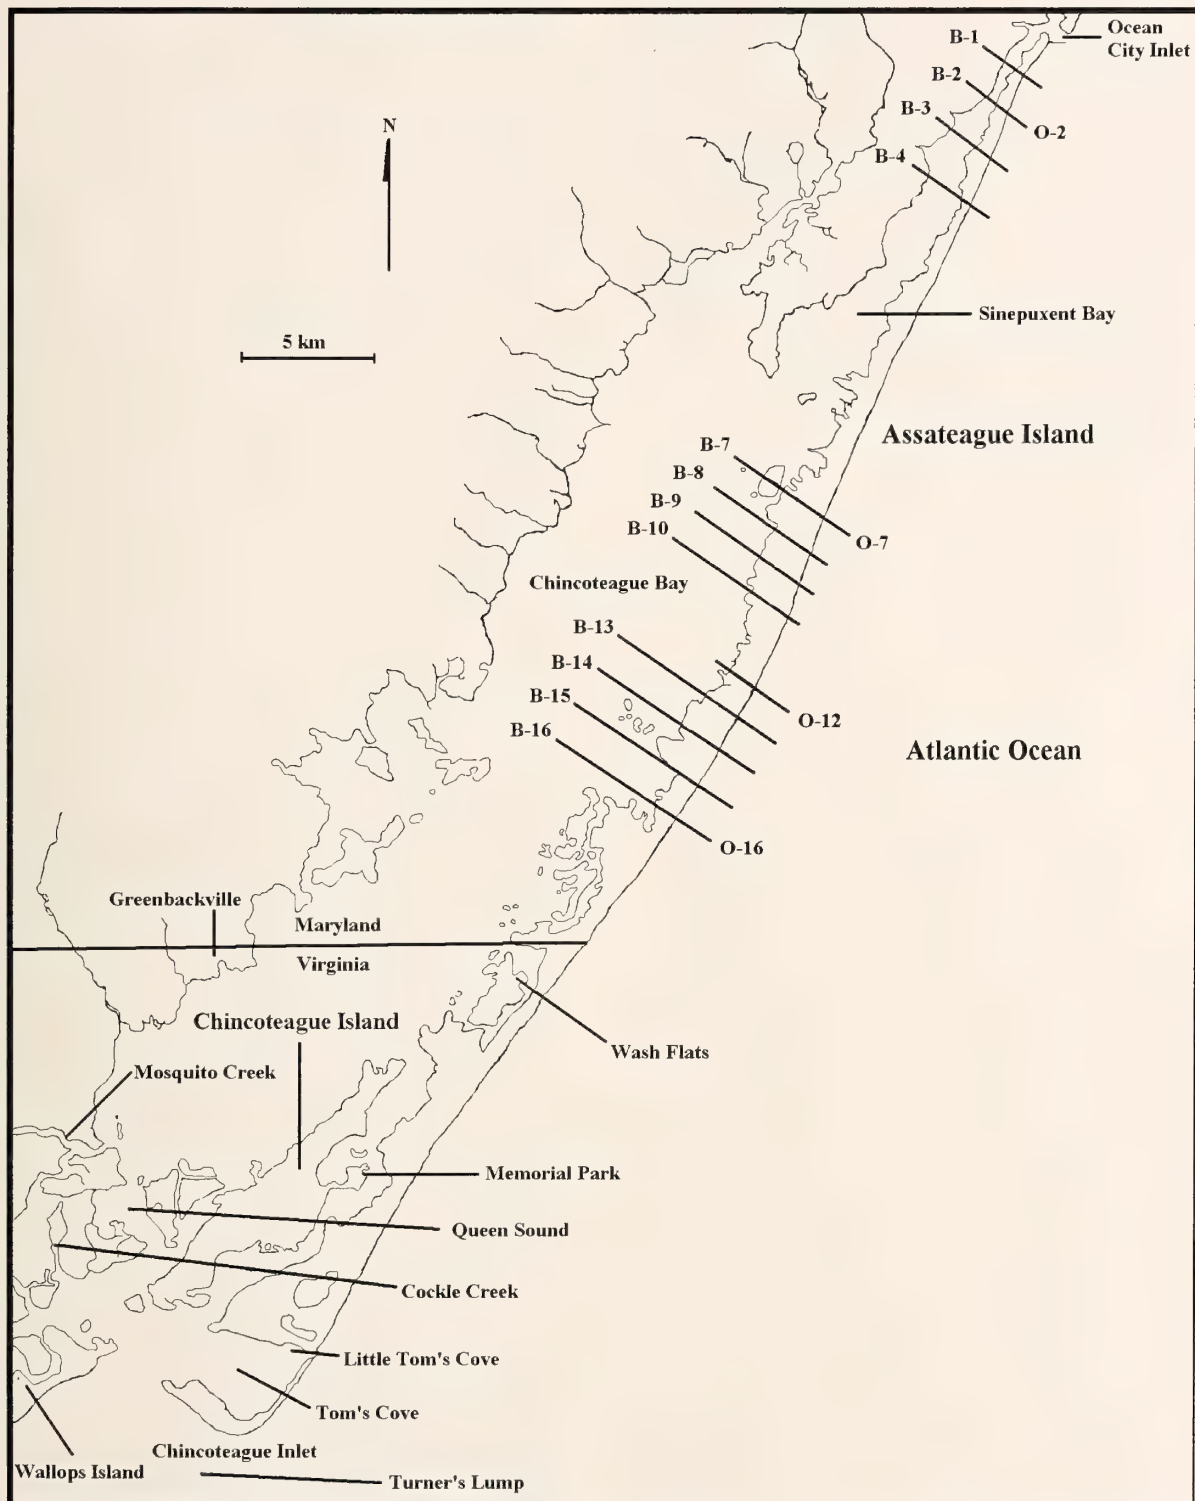 Ocean
City Inlet
B-1
B-2
B-3
O-2
N
B-4
Sinepuxent Bay
5 km
Assateague Island
B-7
B-8
B-9
B-10
O-7
Chincoteague Bay
B-13
B-14
B-15
O-12
B-16
Atlantic Ocean
O-16
Greenbackville
Maryland
Virginia
Chincoteague Island
Wash Flats
Mosquito Creek
Memorial Park
Queen Sound
Cockle Creek
Little Tom's Cove
Tom's Cove
Chincoteague Inlet
Wallops Island
Turner's Lump